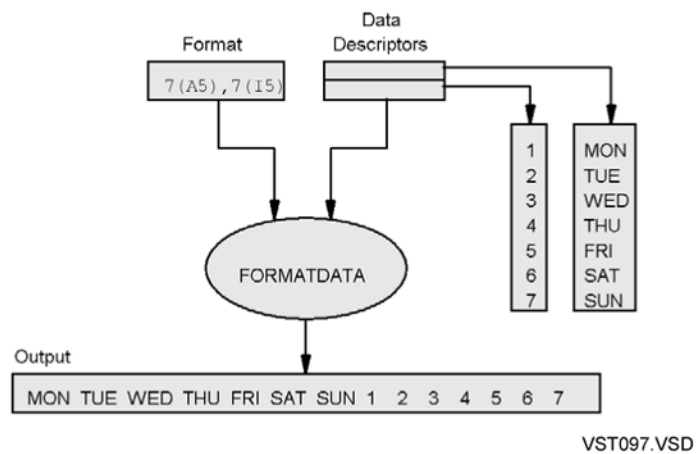 Data
Format Descriptors
7(A5),7(I5)
1 MON
2 TUE
3 WED
4 THU
5 FRI
6 SAT
7 SUN
FORMATDATA
Output
MON TUE WED THU FRI SAT SUN 1 2 3 4 5 6 7
VST097.VSD